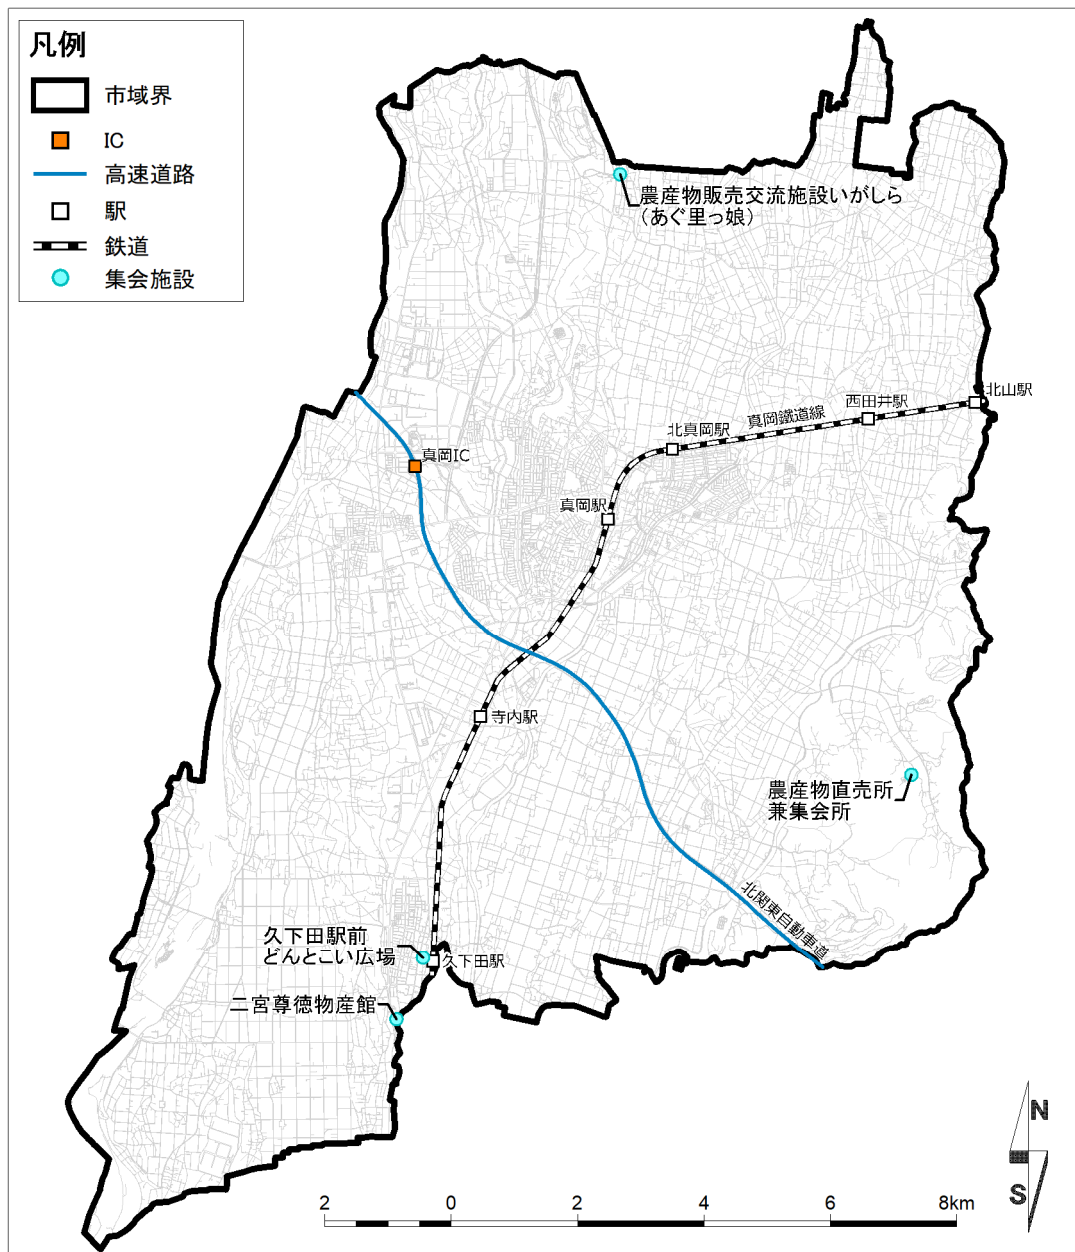 凡例
市域界
IC
高速道路
駅
鉄道
集会施設
農産物販売交流施設いがしら
（あぐ里っ娘）
北山駅
西田井駅
真岡鐵道線
北真岡駅
真岡IC
真岡駅
寺内駅
農産物直売所
兼集会所
北関東自動車道
久下田駅前
どんとこい広場
久下田駅
二宮尊徳物産館
N
S
2 0 2 4 6 8km